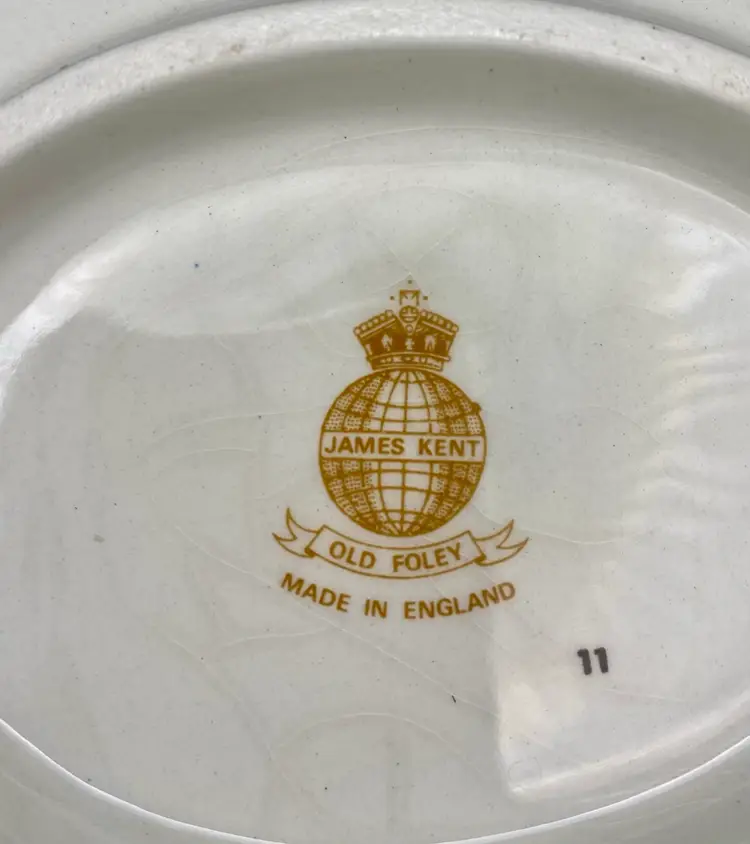 JAMES KENT
OLD FOLEY
MADE IN ENGLAND
11